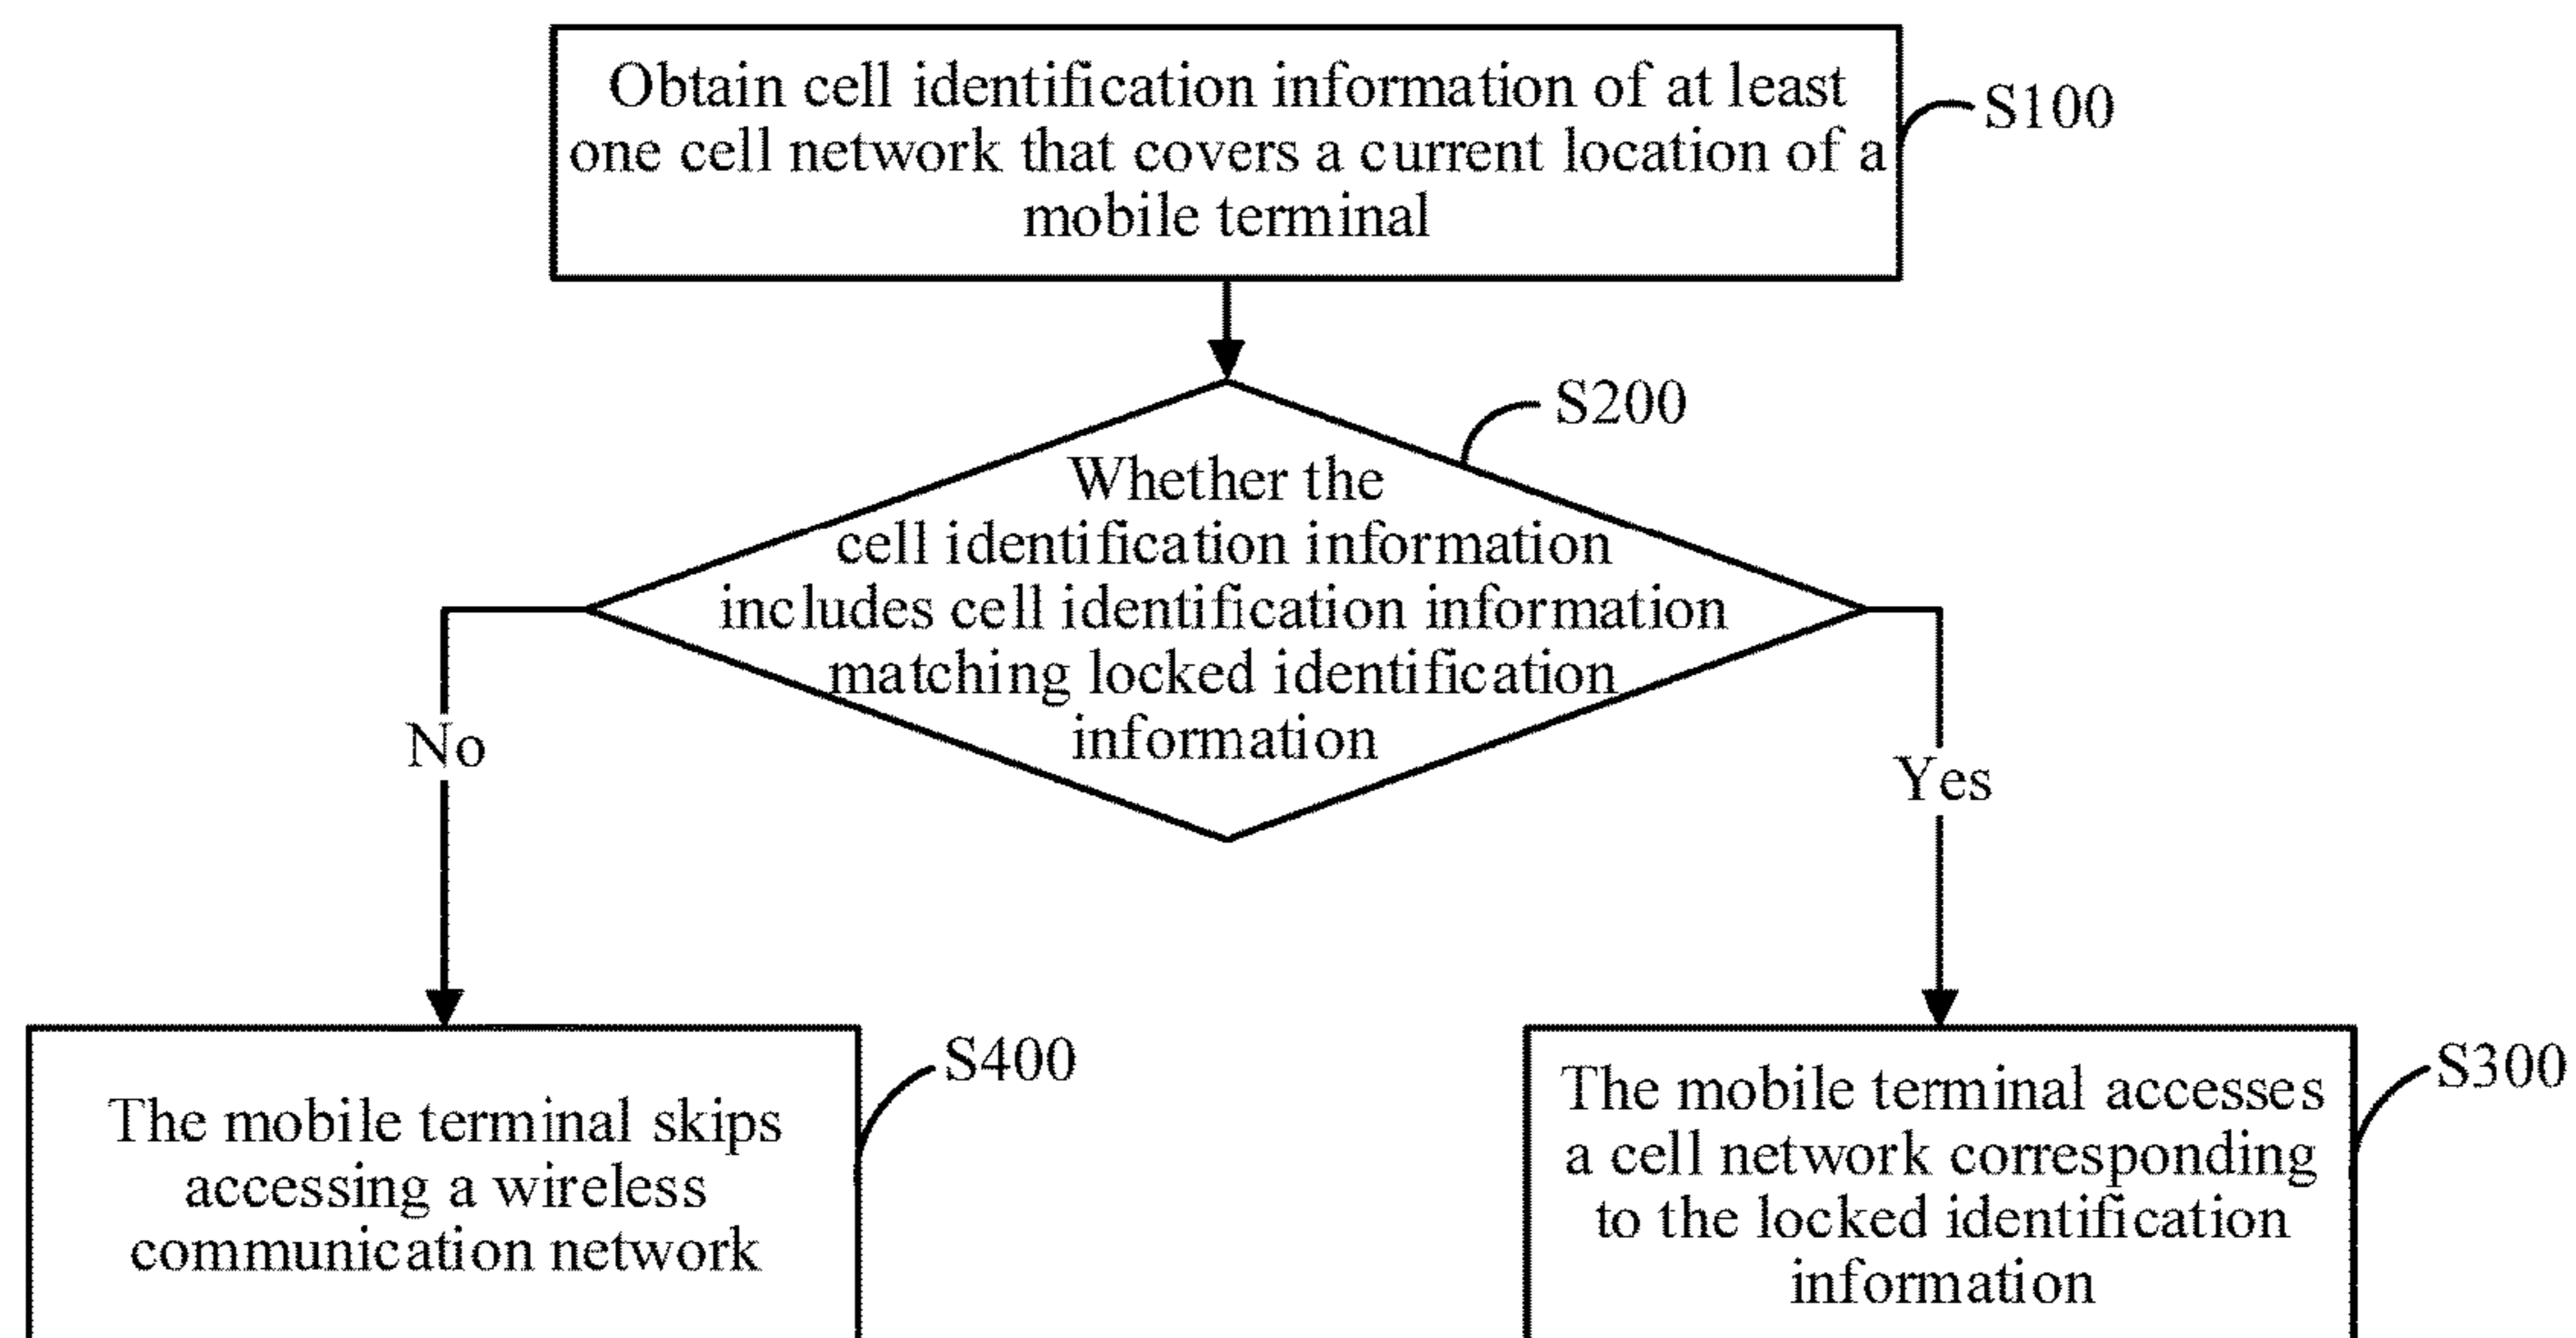 Obtain cell identification information of at least
one cell network that covers a current location of a
mobile terminal
S100
S200
Whether the
cell identification information
includes cell identification information
matching locked identification
information
No
Yes
The mobile terminal skips
accessing a wireless
communication network
S400
The mobile terminal accesses
a cell network corresponding
to the locked identification
information
S300